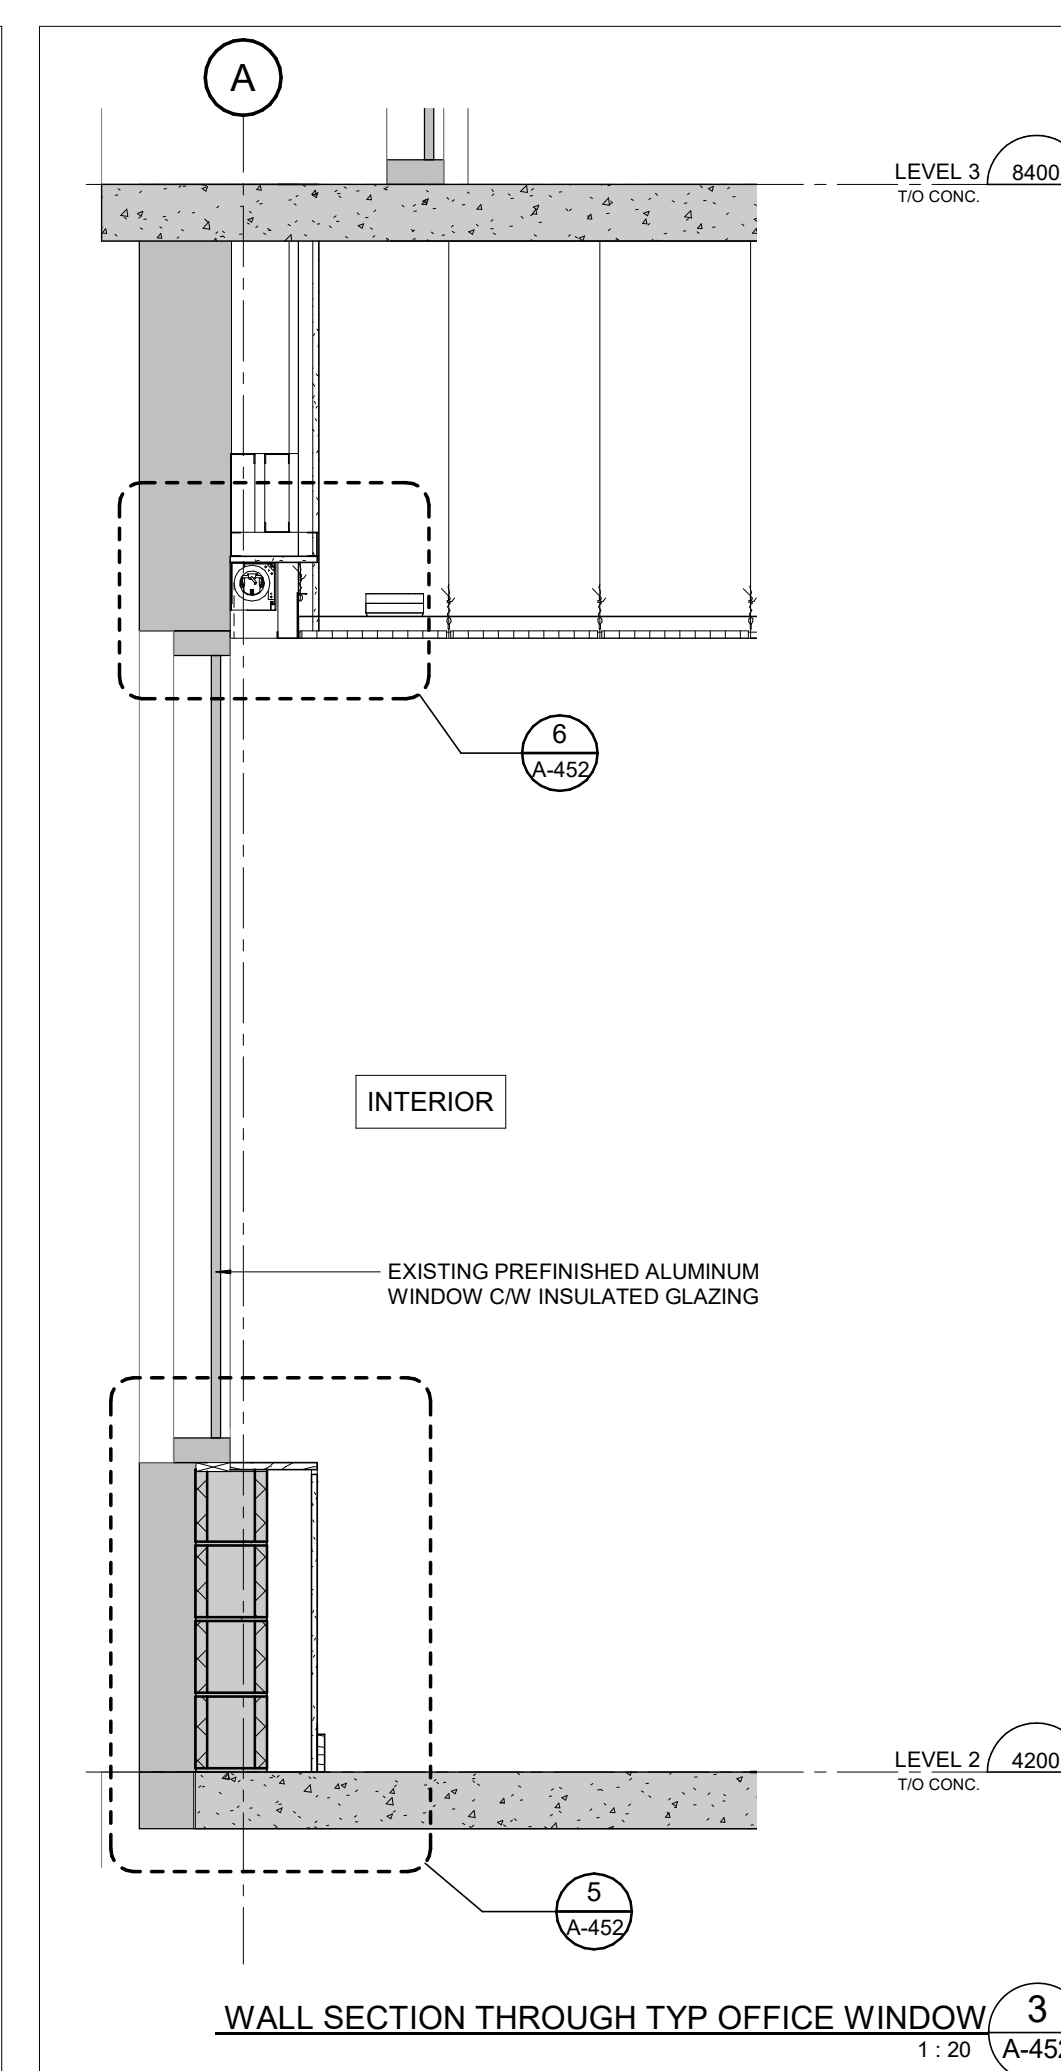 A
LEVEL 3
8400
T/O CONC.
6
A-452
INTERIOR
EXISTING PREFINISHED ALUMINUM
WINDOW C/W INSULATED GLAZING
LEVEL 2
4200
T/O CONC.
5
A-452
WALL SECTION THROUGH TYP OFFICE WINDOW
3
1 : 20
A-452